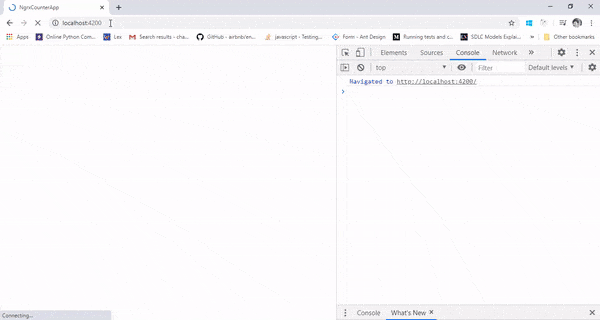 NgrxCounterApp
localhost:4200
Apps Online Python Com... Lex Search results - cha... GitHub - airbnb/en... javascript - Testing... Form - Ant Design Running tests and c... SDLC Models Explai... » Other bookmarks
Elements Sources Console Network »
top Filter Default levels
Navigated to http://localhost:4200/
Connecting...
Console What's New